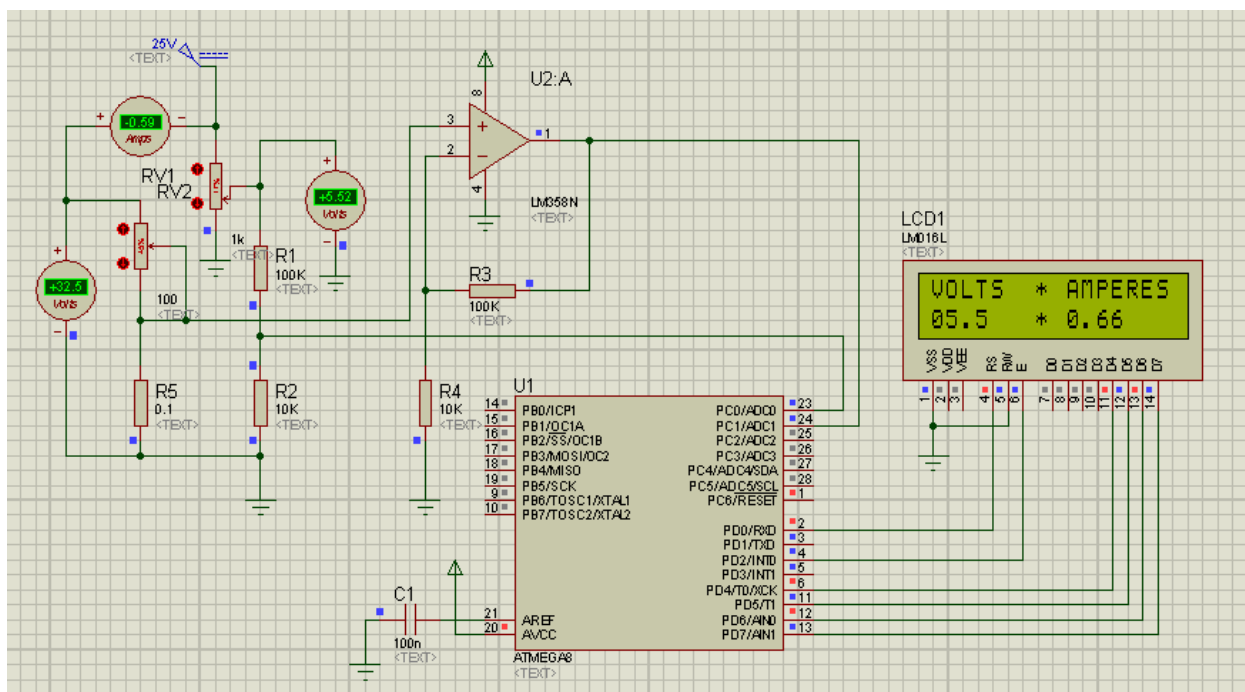 25V
<TEXT>
-0.59
Amps
RV1
RV2
1k
<TEXT>
+5.52
Volts
+32.5
Volts
100
<TEXT>
R1
100K
<TEXT>
R5
0.1
<TEXT>
R2
10K
<TEXT>
U2:A
8
3
2
1
4
LM358N
<TEXT>
R3
100K
<TEXT>
R4
10K
<TEXT>
LCD1
LM016L
<TEXT>
VOLTS * AMPERES
05.5 * 0.66
VSS VDD VEE RS RW E D0 D1 D2 D3 D4 D5 D6 D7
1 2 3 4 5 6 7 8 9 10 11 12 13 14
U1
14 PB0/ICP1 PC0/ADC0 23
15 PB1/OC1A PC1/ADC1 24
16 PB2/SS/OC1B PC2/ADC2 25
17 PB3/MOSI/OC2 PC3/ADC3 26
18 PB4/MISO PC4/ADC4/SDA 27
19 PB5/SCK PC5/ADC5/SCL 28
9 PB6/TOSC1/XTAL1 PC6/RESET 1
10 PB7/TOSC2/XTAL2
PD0/RXD 2
PD1/TXD 3
PD2/INT0 4
PD3/INT1 5
PD4/T0/XCK 6
PD5/T1 11
21 AREF PD6/AIN0 12
20 AVCC PD7/AIN1 13
ATMEGA8
<TEXT>
C1
100n
<TEXT>